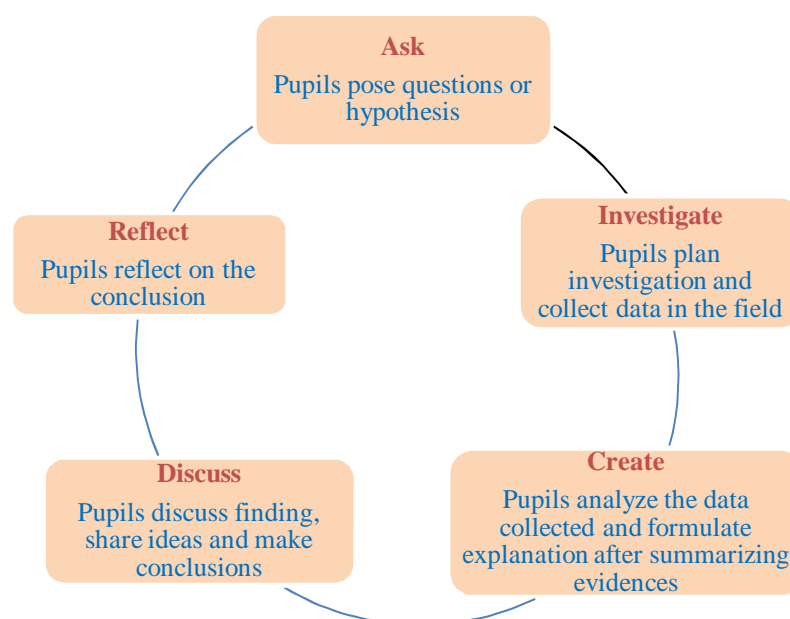 Ask
Pupils pose questions or
hypothesis
Investigate
Pupils plan
investigation and
collect data in the field
Create
Pupils analyze the data
collected and formulate
explanation after summarizing
evidences
Discuss
Pupils discuss finding,
share ideas and make
conclusions
Reflect
Pupils reflect on the
conclusion